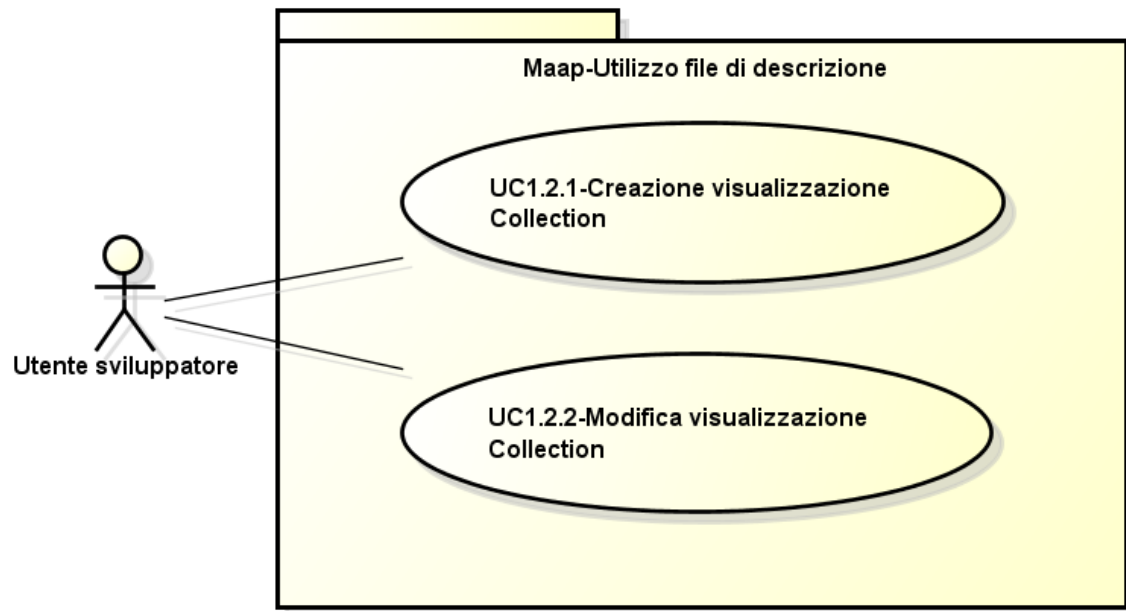 Maap-Utilizzo file di descrizione
UC1.2.1-Creazione visualizzazione
Collection
Utente sviluppatore
UC1.2.2-Modifica visualizzazione
Collection